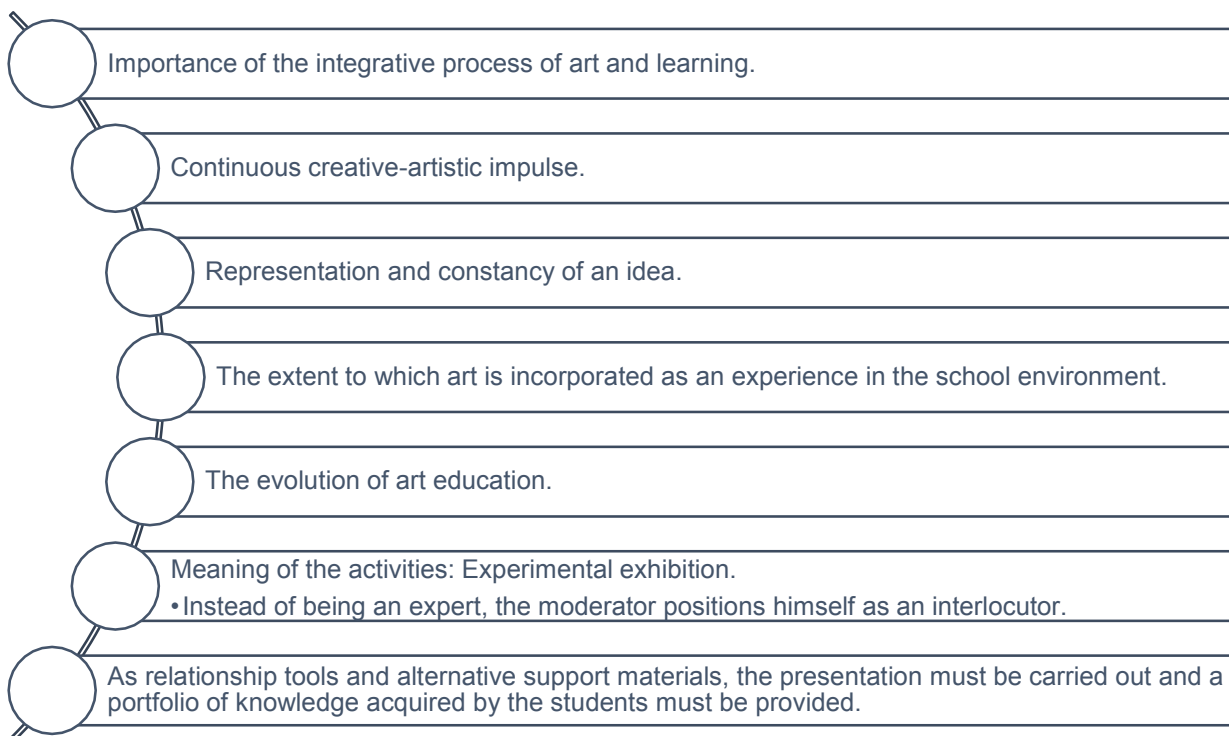 Importance of the integrative process of art and learning.
Continuous creative-artistic impulse.
Representation and constancy of an idea.
The extent to which art is incorporated as an experience in the school environment.
The evolution of art education.
Meaning of the activities: Experimental exhibition.
•Instead of being an expert, the moderator positions himself as an interlocutor.
As relationship tools and alternative support materials, the presentation must be carried out and a
portfolio of knowledge acquired by the students must be provided.